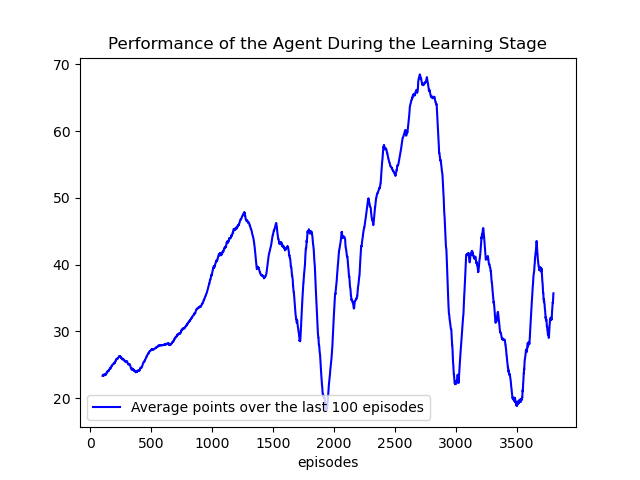 Performance of the Agent During the Learning Stage
70
60
50
40
30
20
Average points over the last 100 episodes
0 500 1000 1500 2000 2500 3000 3500
episodes